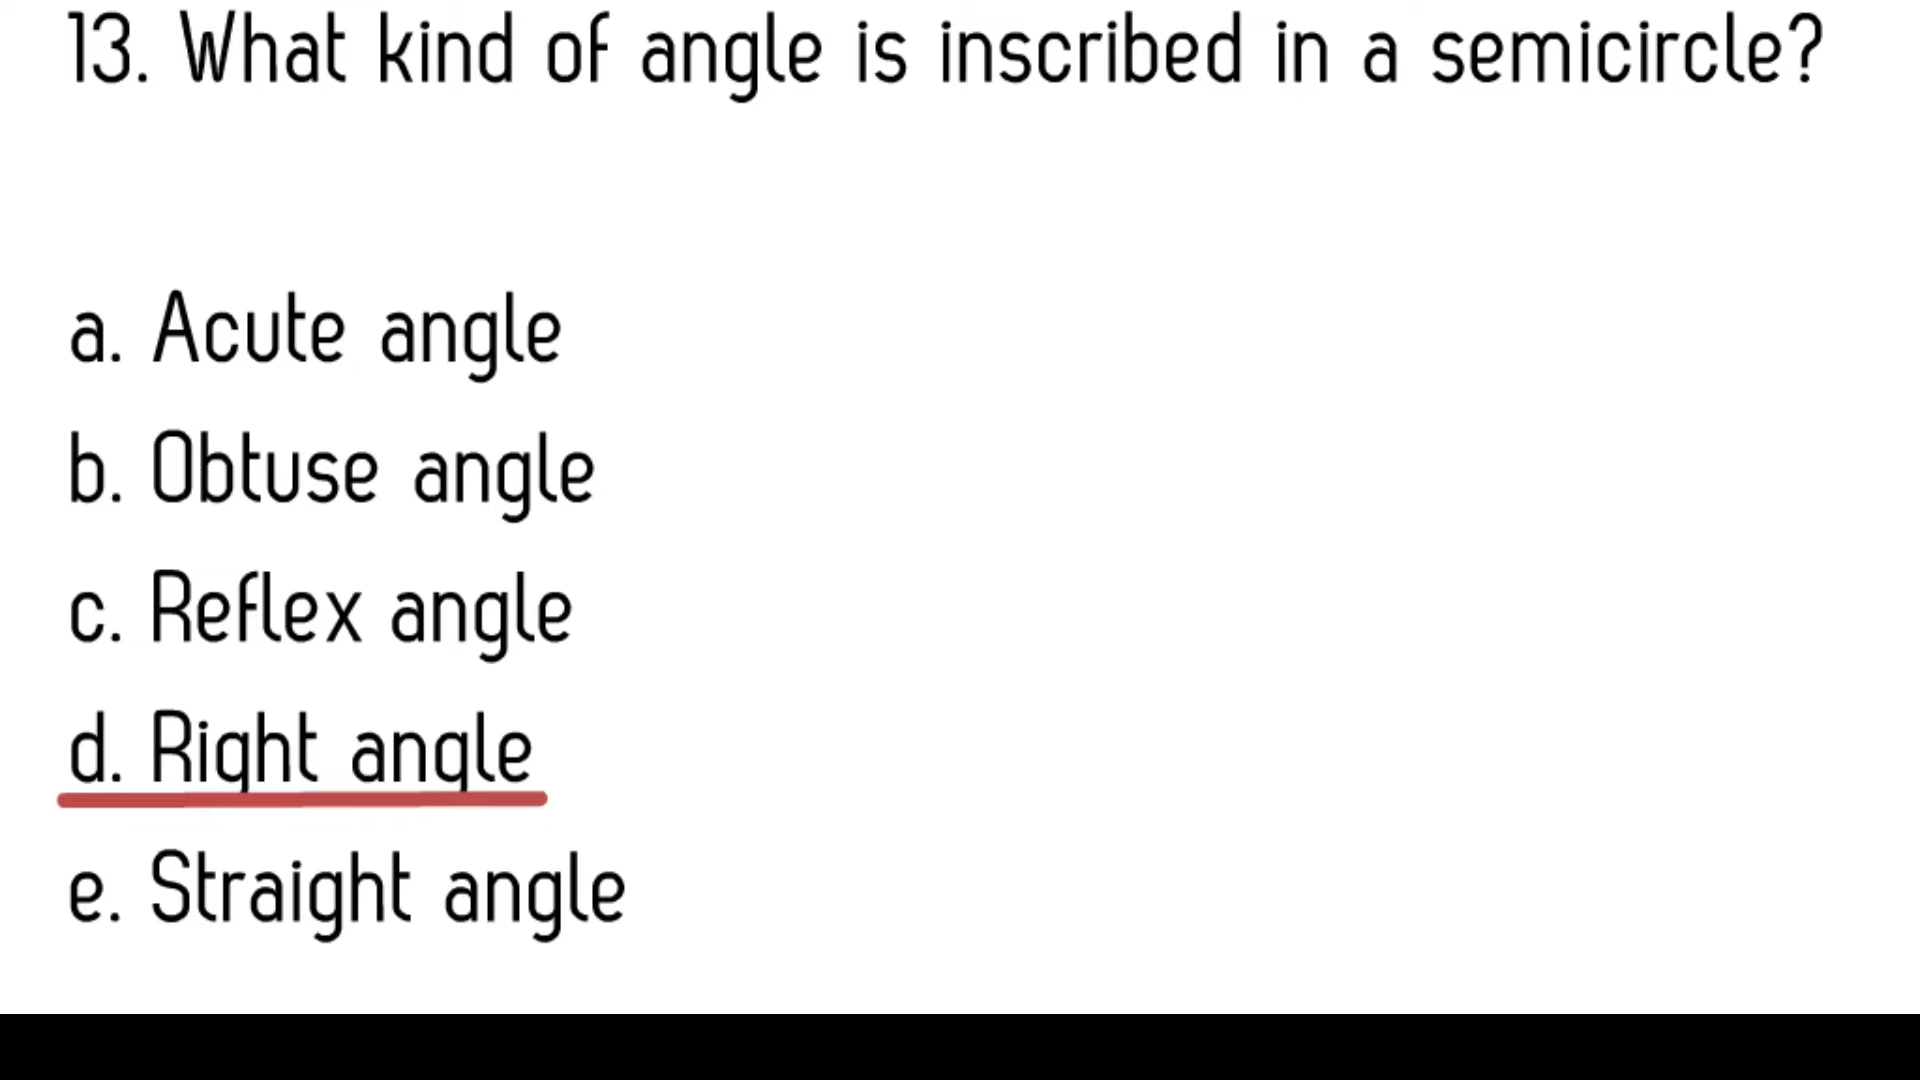 13. What kind of angle is inscribed in a semicircle?
a. Acute angle
b. Obtuse angle
c. Reflex angle
d. Right angle
e. Straight angle